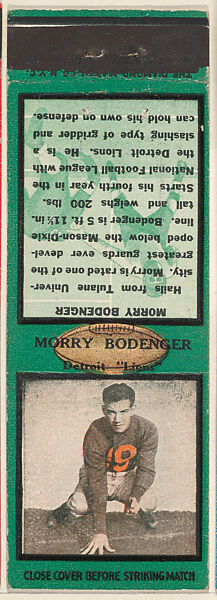 MORRY BODENGER
Hails from Tulane Univer-
sity. Morry is rated one of the
greatest guards ever devel-
oped below the Mason-Dixie
line. Bodenger is 5 ft. 11½ in.
tall and weighs 200 lbs.
Starts his fourth year in the
National Football League with
the Detroit Lions. He is a
slashing type of gridder and
can hold his own on defense.
MORRY BODENGER
Detroit "Lions"
19
CLOSE COVER BEFORE STRIKING MATCH